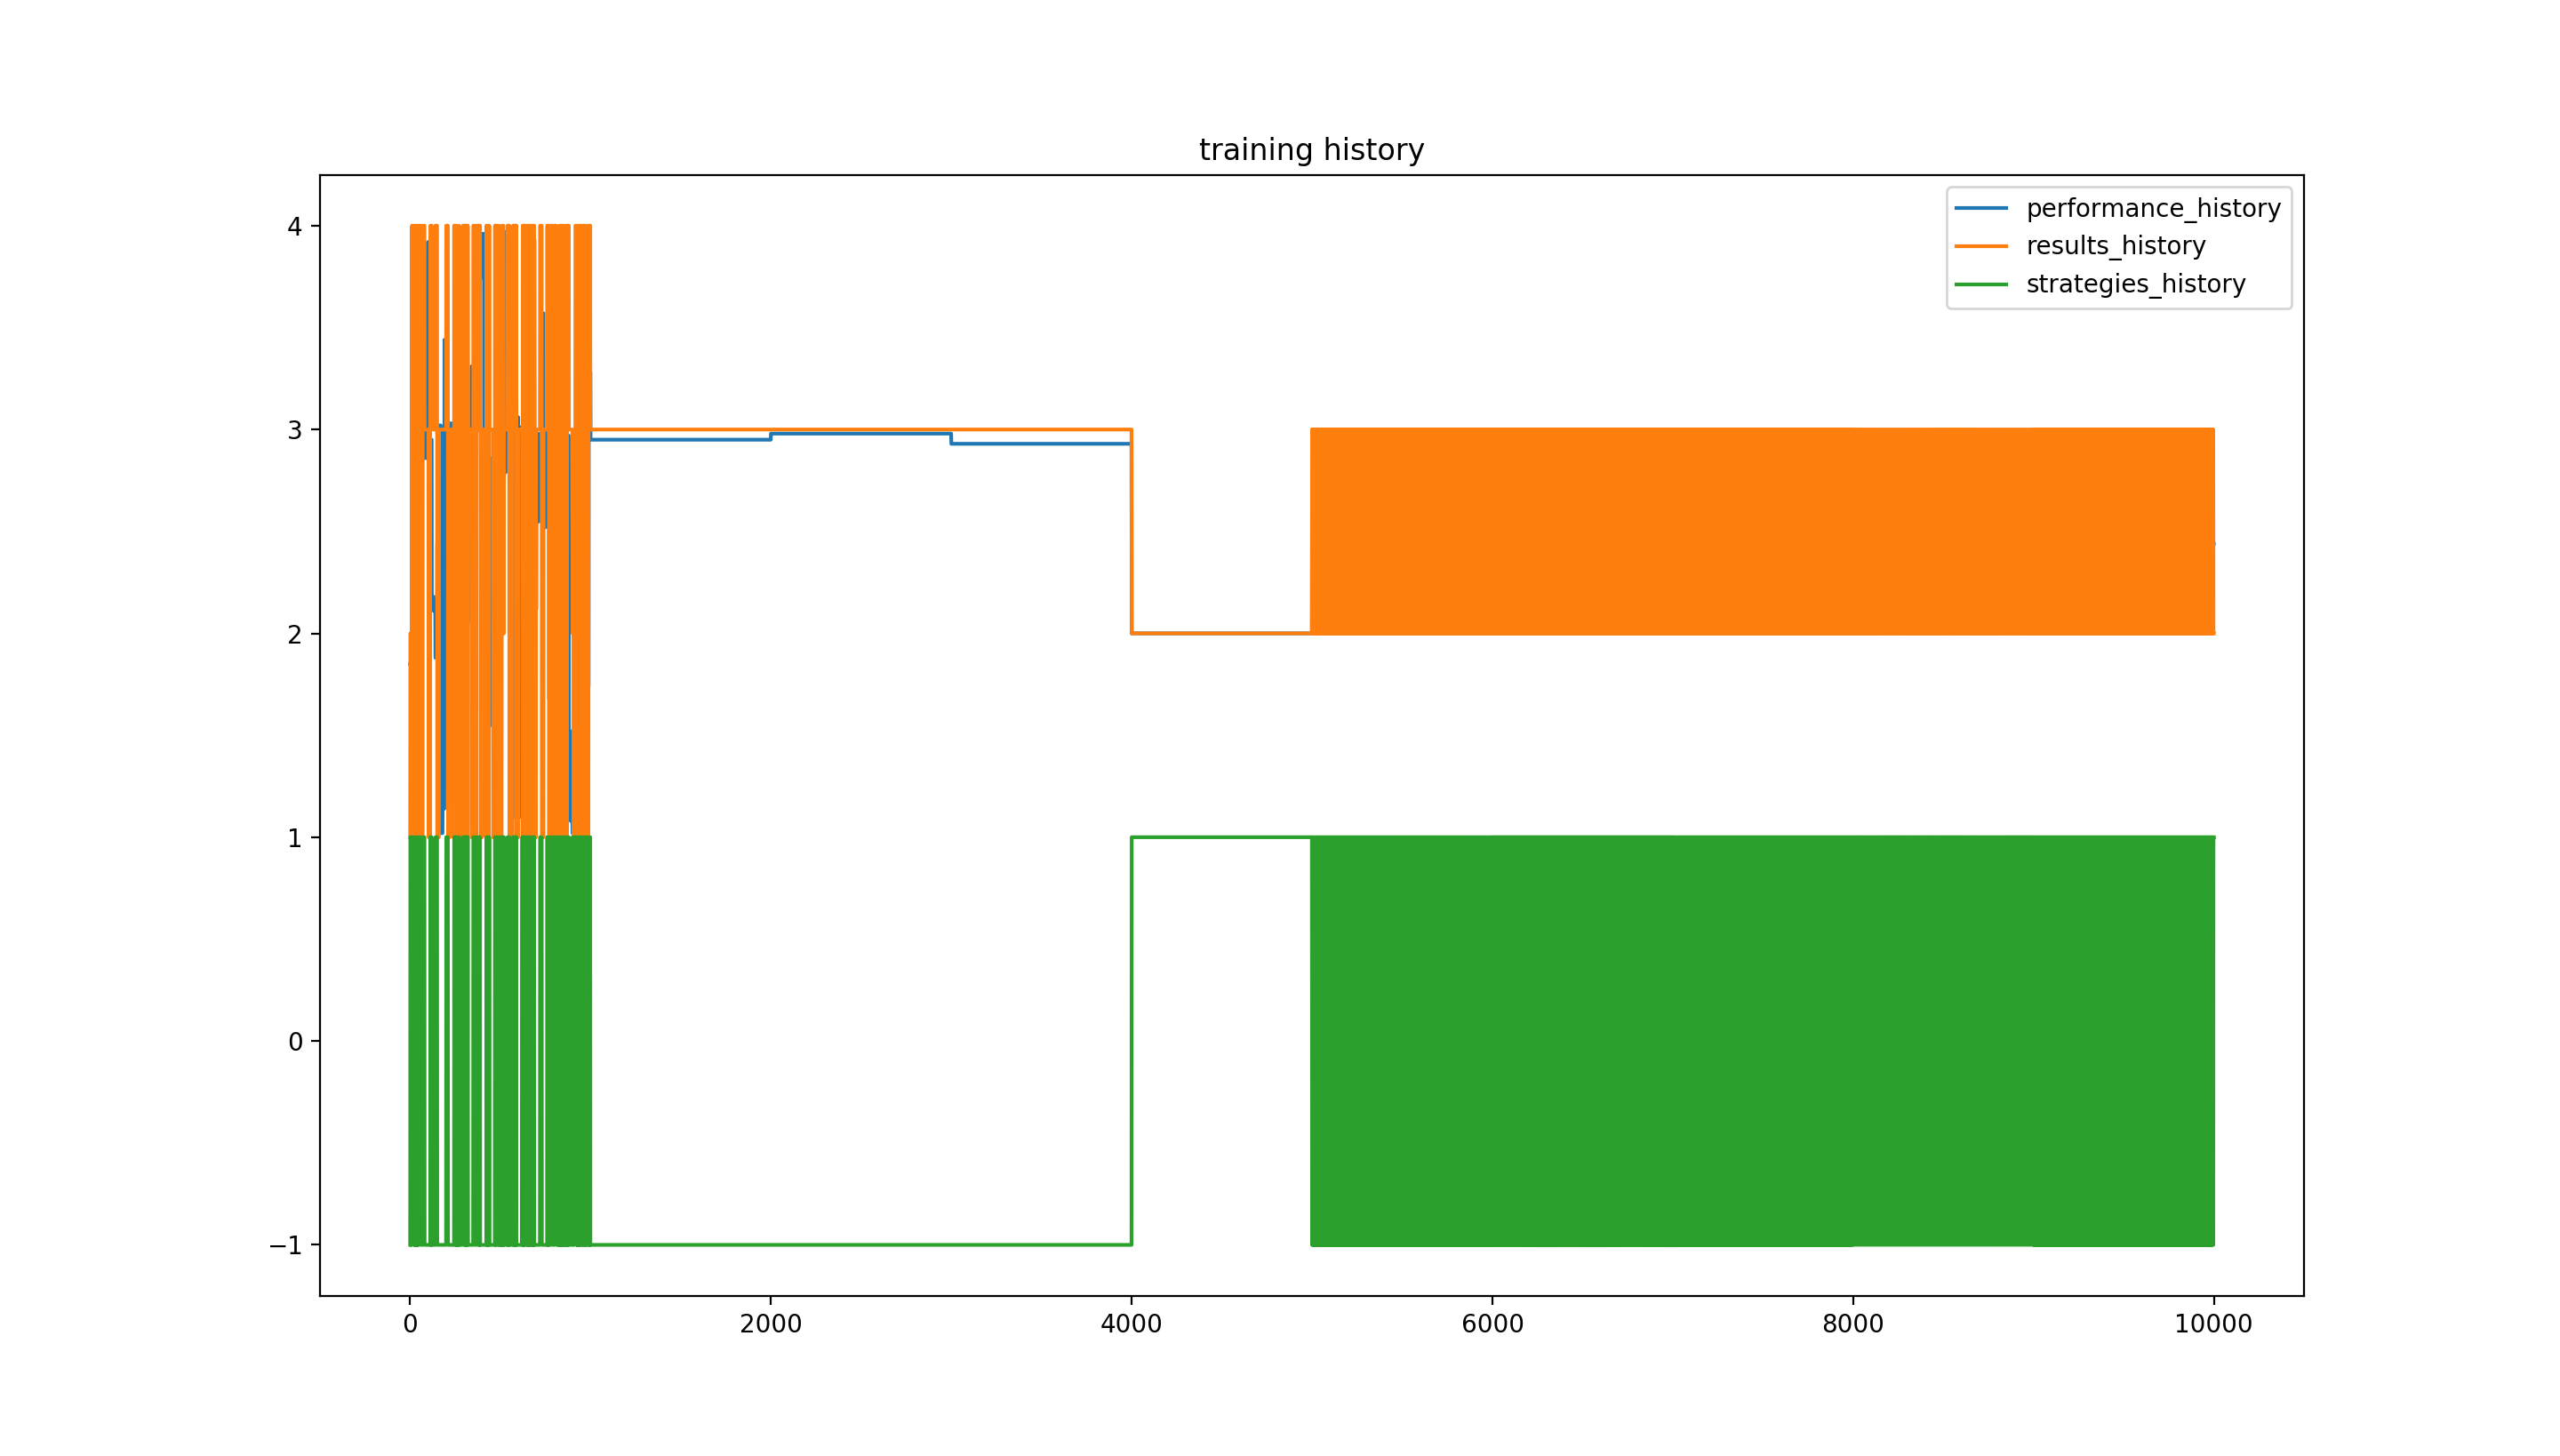 training history
performance_history
results_history
strategies_history
4
3
2
1
0
−1
0 2000 4000 6000 8000 10000